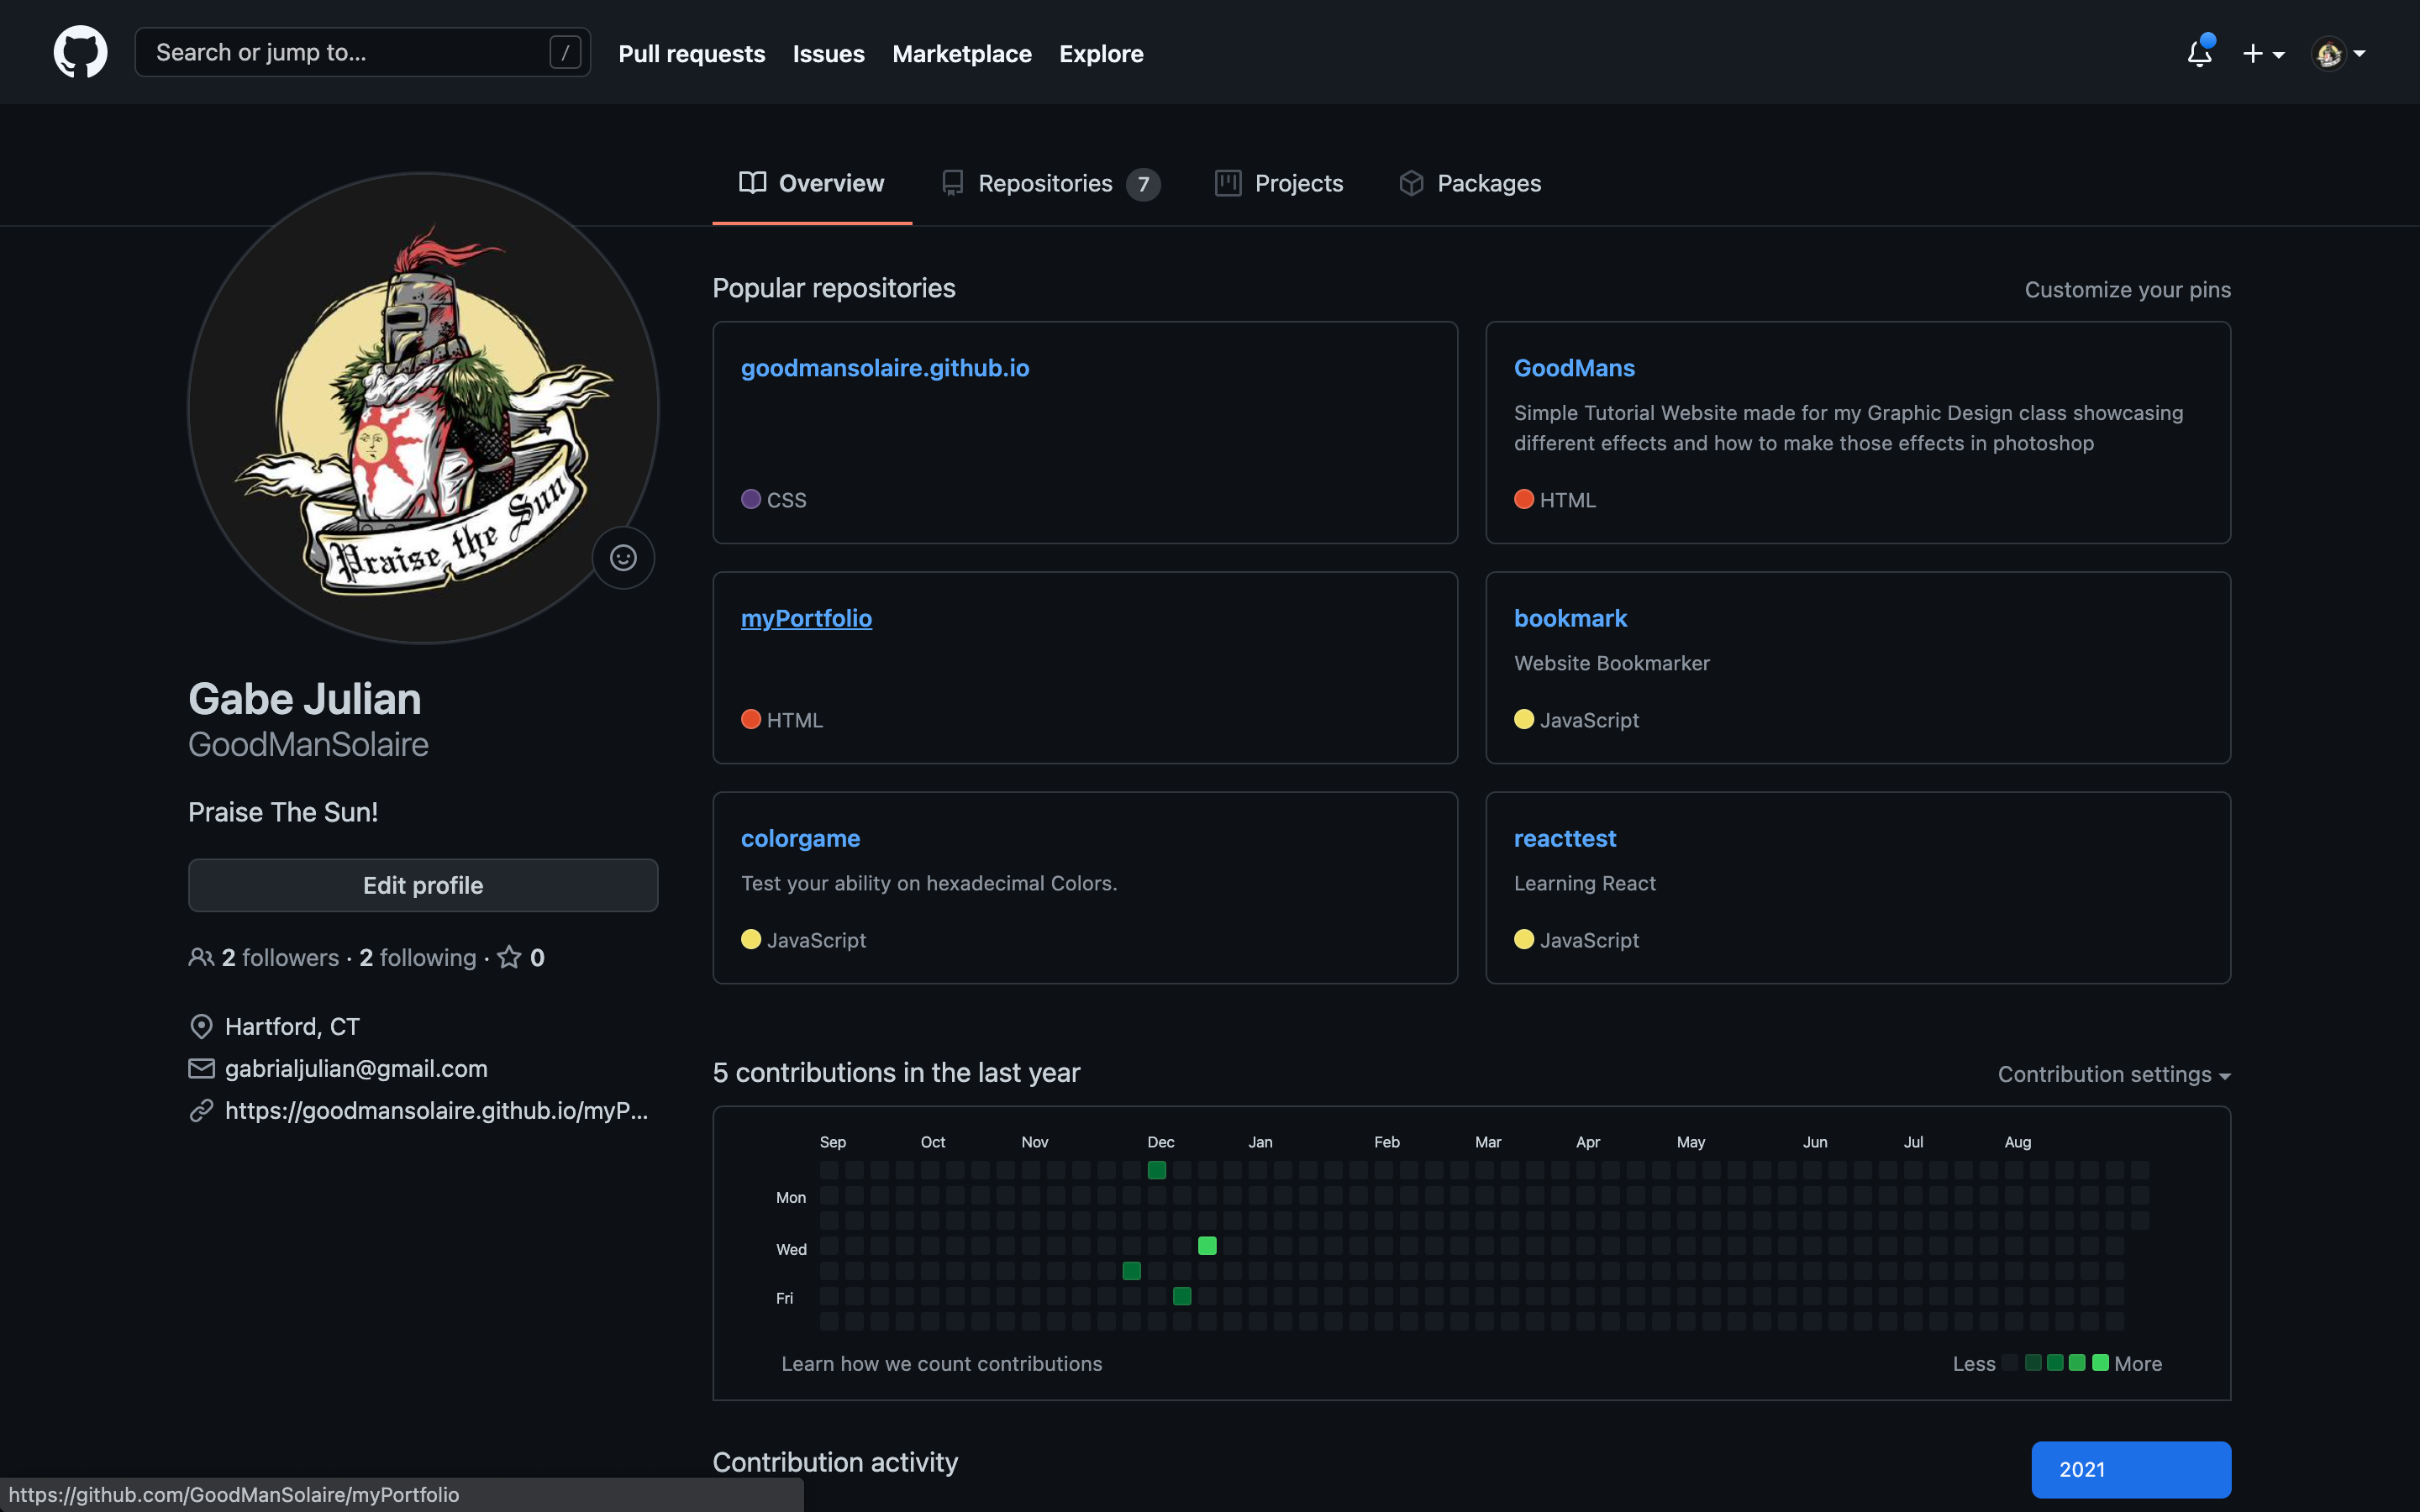 Search or jump to...
/
Pull requests
Issues
Marketplace
Explore
Overview
Repositories 7
Projects
Packages
Praise the Sun
Gabe Julian
GoodManSolaire
Praise The Sun!
Edit profile
2 followers · 2 following · 0
Hartford, CT
gabrialjulian@gmail.com
https://goodmansolaire.github.io/myP...
Popular repositories
Customize your pins
goodmansolaire.github.io
CSS
GoodMans
Simple Tutorial Website made for my Graphic Design class showcasing
different effects and how to make those effects in photoshop
HTML
myPortfolio
HTML
bookmark
Website Bookmarker
JavaScript
colorgame
Test your ability on hexadecimal Colors.
JavaScript
reacttest
Learning React
JavaScript
5 contributions in the last year
Contribution settings
Sep Oct Nov Dec Jan Feb Mar Apr May Jun Jul Aug
Mon
Wed
Fri
Learn how we count contributions
Less More
Contribution activity
2021
https://github.com/GoodManSolaire/myPortfolio